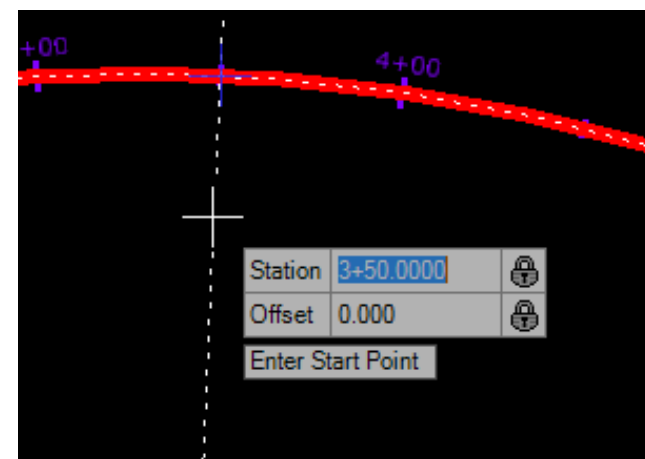 +00
4+00
Station 3+50.0000
Offset 0.000
Enter Start Point